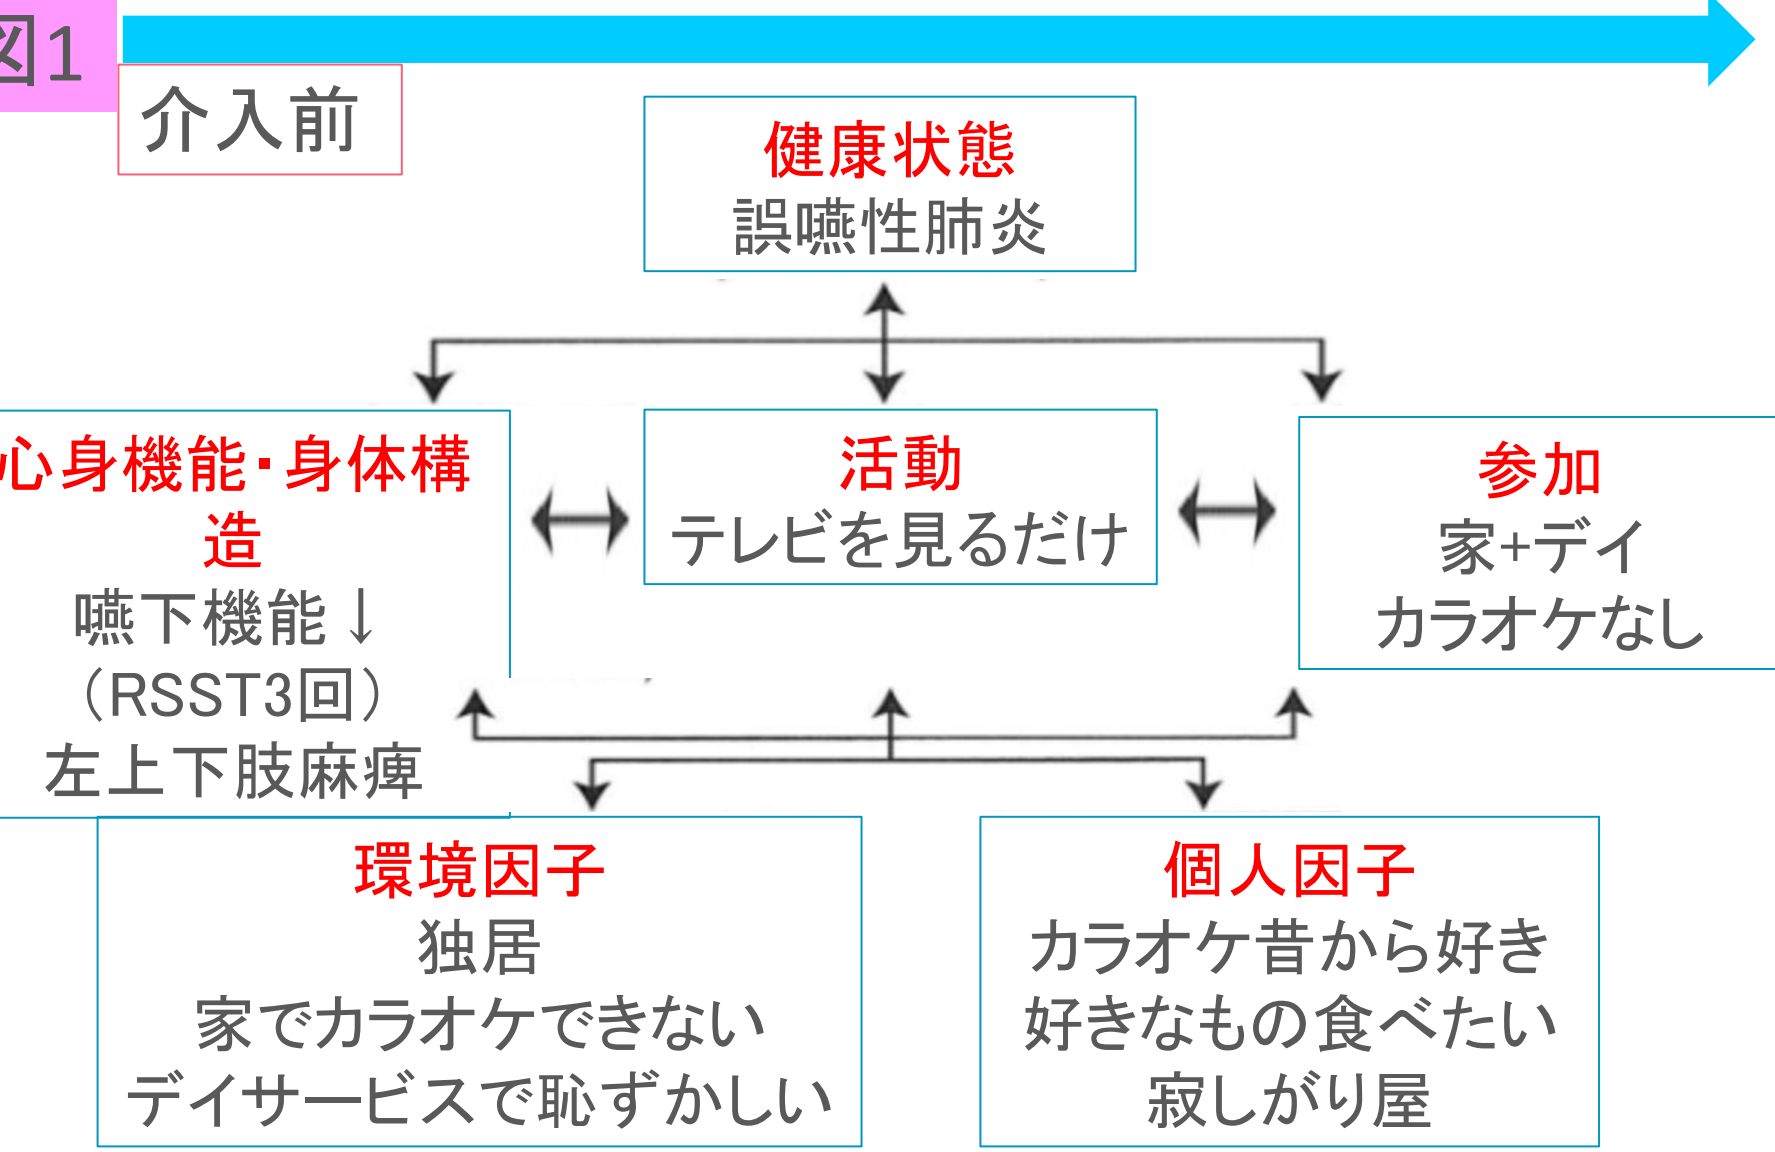 図1
介入前
健康状態
誤嚥性肺炎
心身機能・身体構
造
嚥下機能↓
（RSST3回）
左上下肢麻痺
活動
テレビを見るだけ
参加
家+デイ
カラオケなし
環境因子
独居
家でカラオケできない
デイサービスで恥ずかしい
個人因子
カラオケ昔から好き
好きなもの食べたい
寂しがり屋